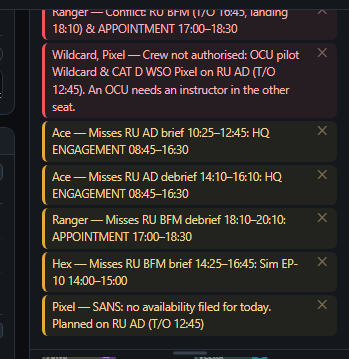 Ranger — Conflict: RU BFM (T/O 16:45, landing
18:10) & APPOINTMENT 17:00–18:30
Wildcard, Pixel — Crew not authorised: OCU pilot
Wildcard & CAT D WSO Pixel on RU AD (T/O
12:45). An OCU needs an instructor in the other
seat.
Ace — Misses RU AD brief 10:25–12:45: HQ
ENGAGEMENT 08:45–16:30
Ace — Misses RU AD debrief 14:10–16:10: HQ
ENGAGEMENT 08:45–16:30
Ranger — Misses RU BFM debrief 18:10–20:10:
APPOINTMENT 17:00–18:30
Hex — Misses RU BFM brief 14:25–16:45: Sim EP-
10 14:00–15:00
Pixel — SANS: no availability filed for today.
Planned on RU AD (T/O 12:45)